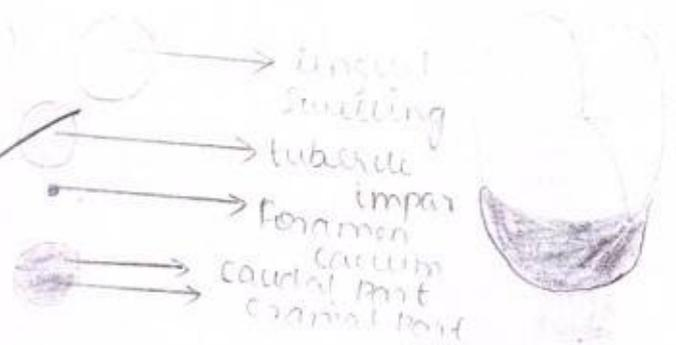 lingual
Swelling
tubercle
impar
Foramen
caecum
caudal part
cranial part